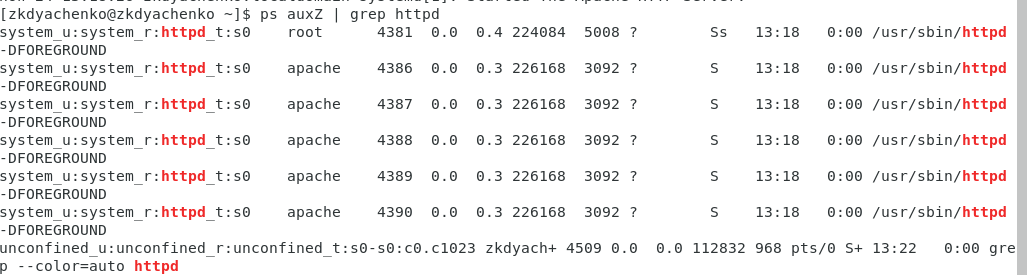 [zkdyachenko@zkdyachenko ~]$ ps auxZ | grep httpd
system_u:system_r:httpd_t:s0    root      4381  0.0  0.4 224084  5008 ?        Ss   13:18   0:00 /usr/sbin/httpd
-DFOREGROUND
system_u:system_r:httpd_t:s0    apache    4386  0.0  0.3 226168  3092 ?        S    13:18   0:00 /usr/sbin/httpd
-DFOREGROUND
system_u:system_r:httpd_t:s0    apache    4387  0.0  0.3 226168  3092 ?        S    13:18   0:00 /usr/sbin/httpd
-DFOREGROUND
system_u:system_r:httpd_t:s0    apache    4388  0.0  0.3 226168  3092 ?        S    13:18   0:00 /usr/sbin/httpd
-DFOREGROUND
system_u:system_r:httpd_t:s0    apache    4389  0.0  0.3 226168  3092 ?        S    13:18   0:00 /usr/sbin/httpd
-DFOREGROUND
system_u:system_r:httpd_t:s0    apache    4390  0.0  0.3 226168  3092 ?        S    13:18   0:00 /usr/sbin/httpd
-DFOREGROUND
unconfined_u:unconfined_r:unconfined_t:s0-s0:c0.c1023 zkdyach+ 4509 0.0  0.0 112832 968 pts/0 S+ 13:22   0:00 gre
p --color=auto httpd